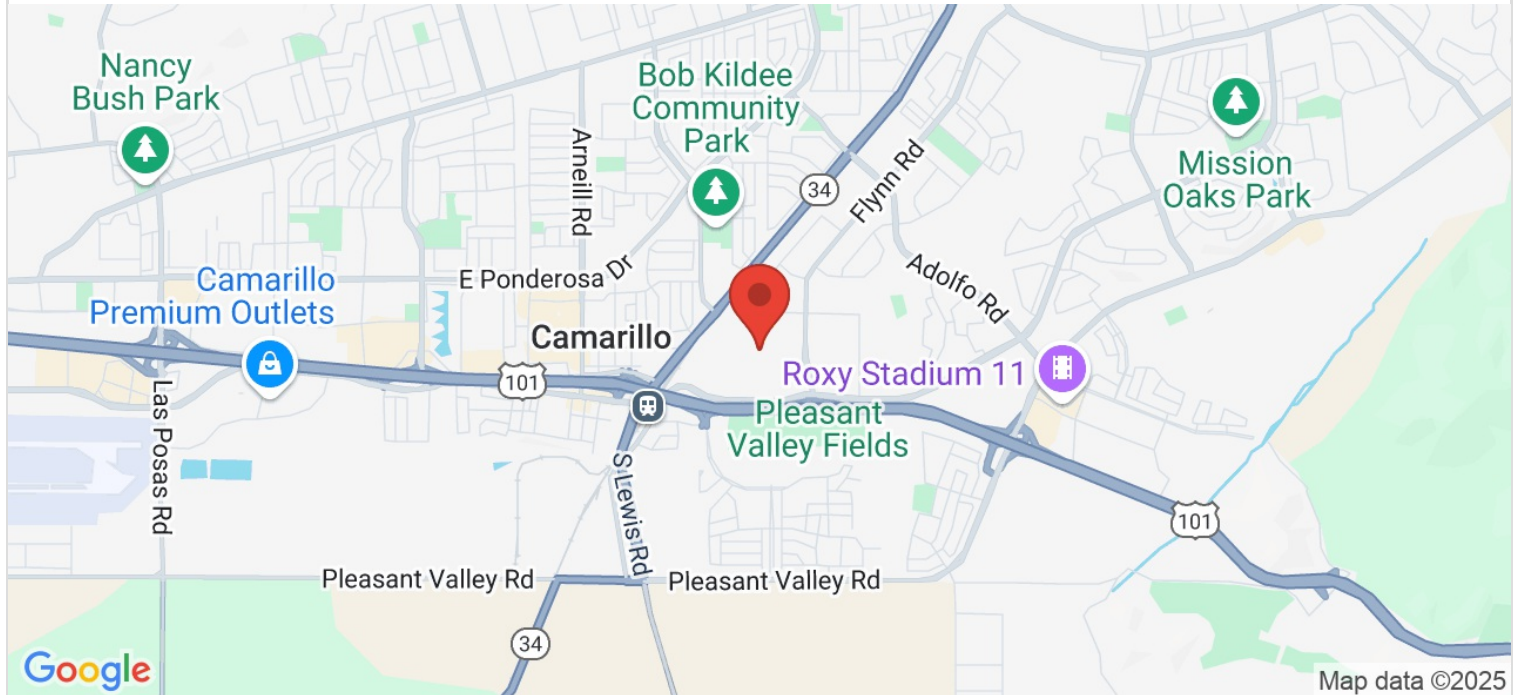 Nancy
Bush Park
Bob Kildee
Community
Park
Arneill Rd
34
Flynn Rd
Mission
Oaks Park
E Ponderosa Dr
Adolfo Rd
Camarillo
Premium Outlets
Camarillo
101
Roxy Stadium 11
Pleasant
Valley Fields
Las Posas Rd
S Lewis Rd
101
Pleasant Valley Rd
Pleasant Valley Rd
34
Google
Map data ©2025